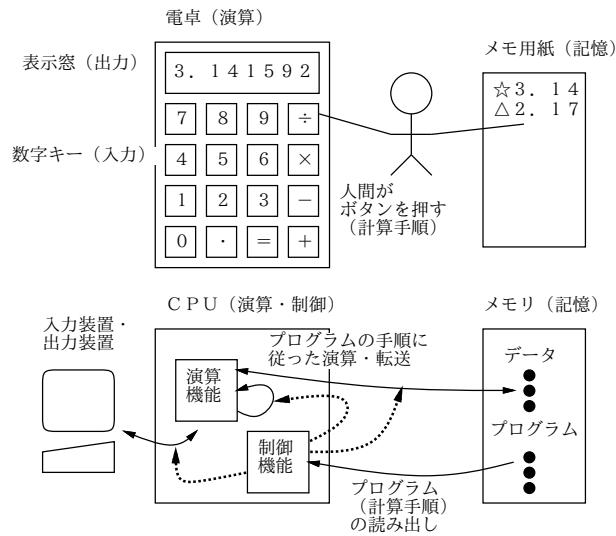 電卓（演算）
表示窓（出力）
３．１４１５９２
メモ用紙（記憶）
☆３．１４
△２．１７
７ ８ ９ ÷
数字キー（入力）
４ ５ ６ ×
１ ２ ３ −
０ ・ ＝ ＋
人間が
ボタンを押す
（計算手順）
ＣＰＵ（演算・制御）
メモリ（記憶）
入力装置・
出力装置
プログラムの手順に
従った演算・転送
演算
機能
データ
プログラム
制御
機能
プログラム
（計算手順）
の読み出し